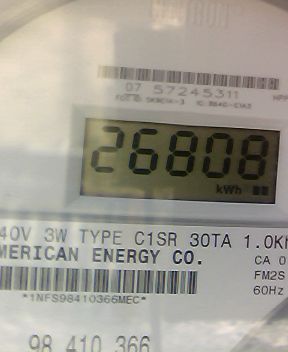 07 57245311
26808
kWh
40V 3W TYPE C1SR 30TA 1.0Kh
MERICAN ENERGY CO.
CA 0
FM2S
60Hz
*1NFS98410366MEC*
98 410 366